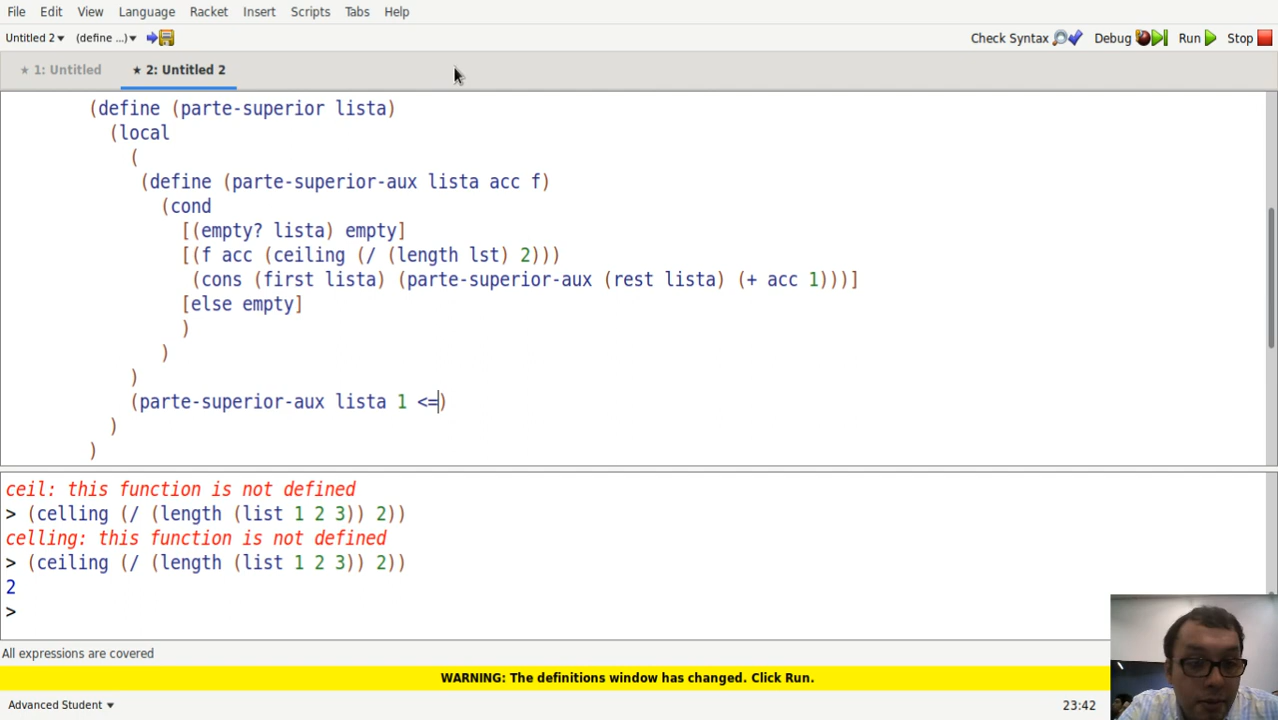 File Edit View Language Racket Insert Scripts Tabs Help
Untitled 2 (define ...) Check Syntax Debug Run Stop
★ 1: Untitled ★ 2: Untitled 2
(define (parte-superior lista)
(local
(
(define (parte-superior-aux lista acc f)
(cond
[(empty? lista) empty]
[(f acc (ceiling (/ (length lst) 2)))
(cons (first lista) (parte-superior-aux (rest lista) (+ acc 1)))]
[else empty]
)
)
)
(parte-superior-aux lista 1 <=)
)
)
ceil: this function is not defined
> (celling (/ (length (list 1 2 3)) 2))
celling: this function is not defined
> (ceiling (/ (length (list 1 2 3)) 2))
2
>
All expressions are covered
WARNING: The definitions window has changed. Click Run.
Advanced Student 23:42